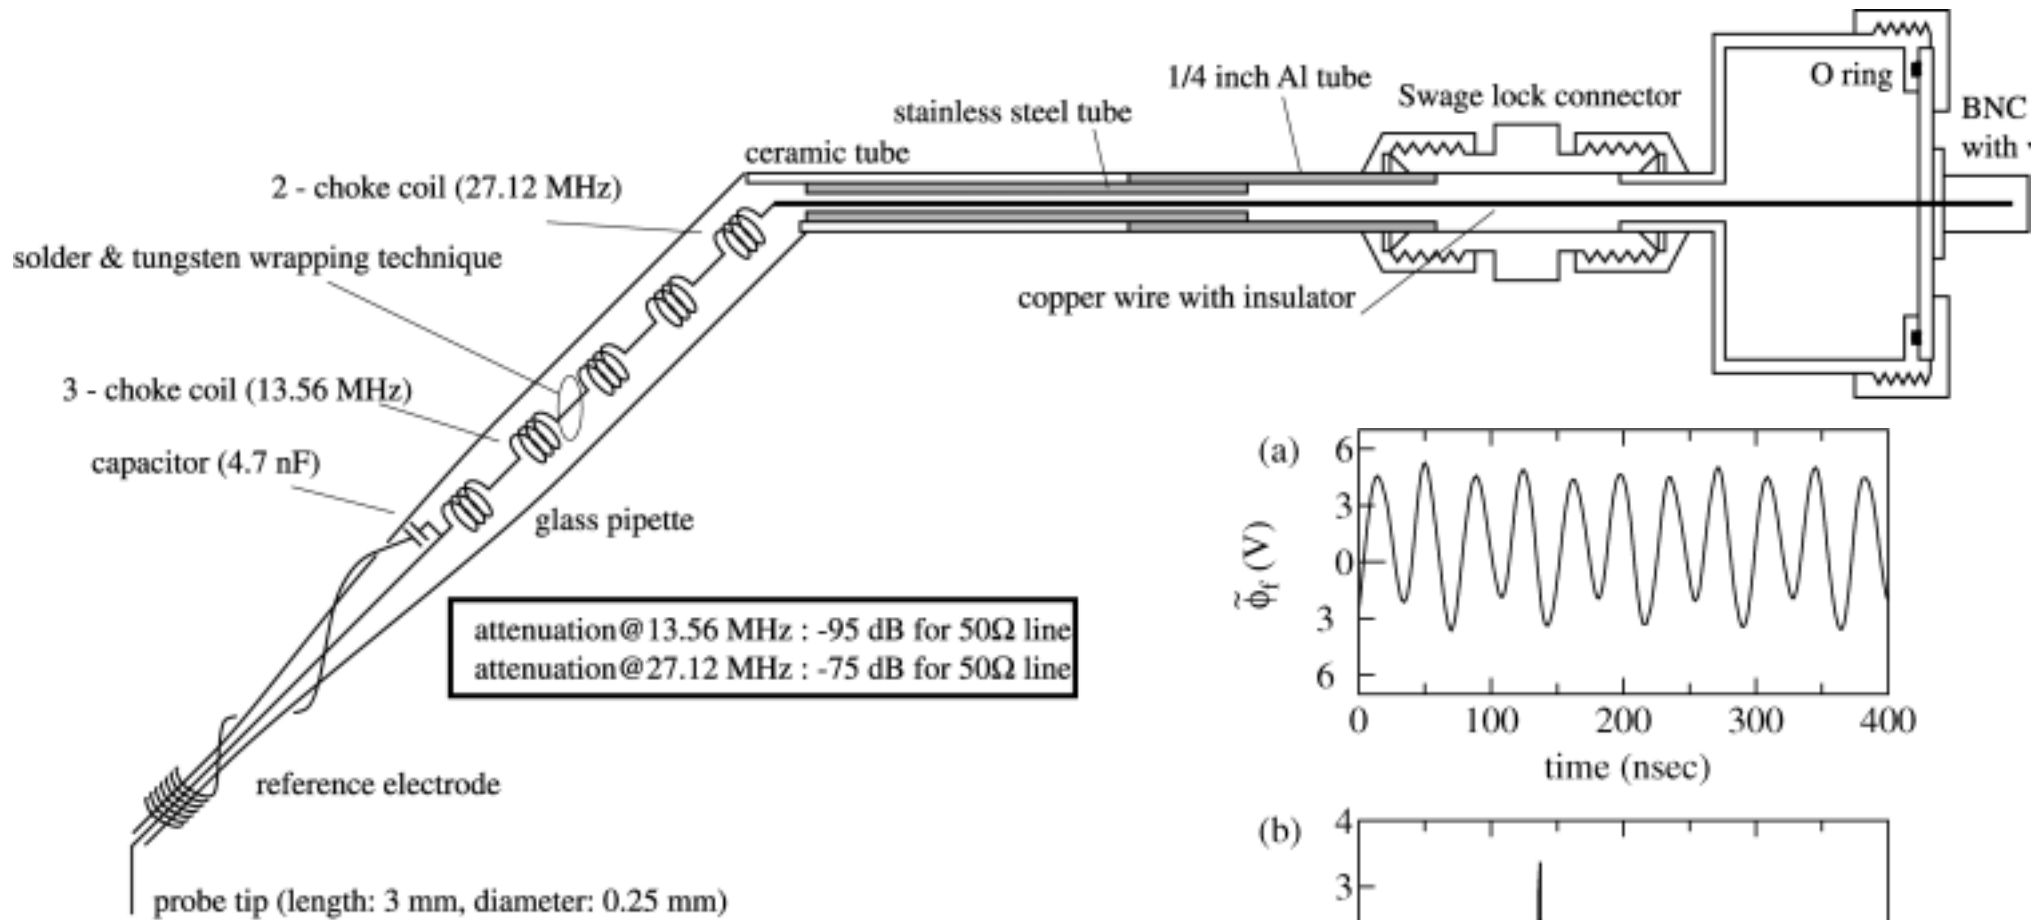 1/4 inch Al tube
O ring
Swage lock connector
BNC
with
stainless steel tube
ceramic tube
2 - choke coil (27.12 MHz)
solder & tungsten wrapping technique
copper wire with insulator
3 - choke coil (13.56 MHz)
capacitor (4.7 nF)
glass pipette
attenuation@13.56 MHz : -95 dB for 50Ω line
attenuation@27.12 MHz : -75 dB for 50Ω line
reference electrode
probe tip (length: 3 mm, diameter: 0.25 mm)
(a)
6
3
0
3
6
ϕ̃f (V)
0 100 200 300 400
time (nsec)
(b)
4
3